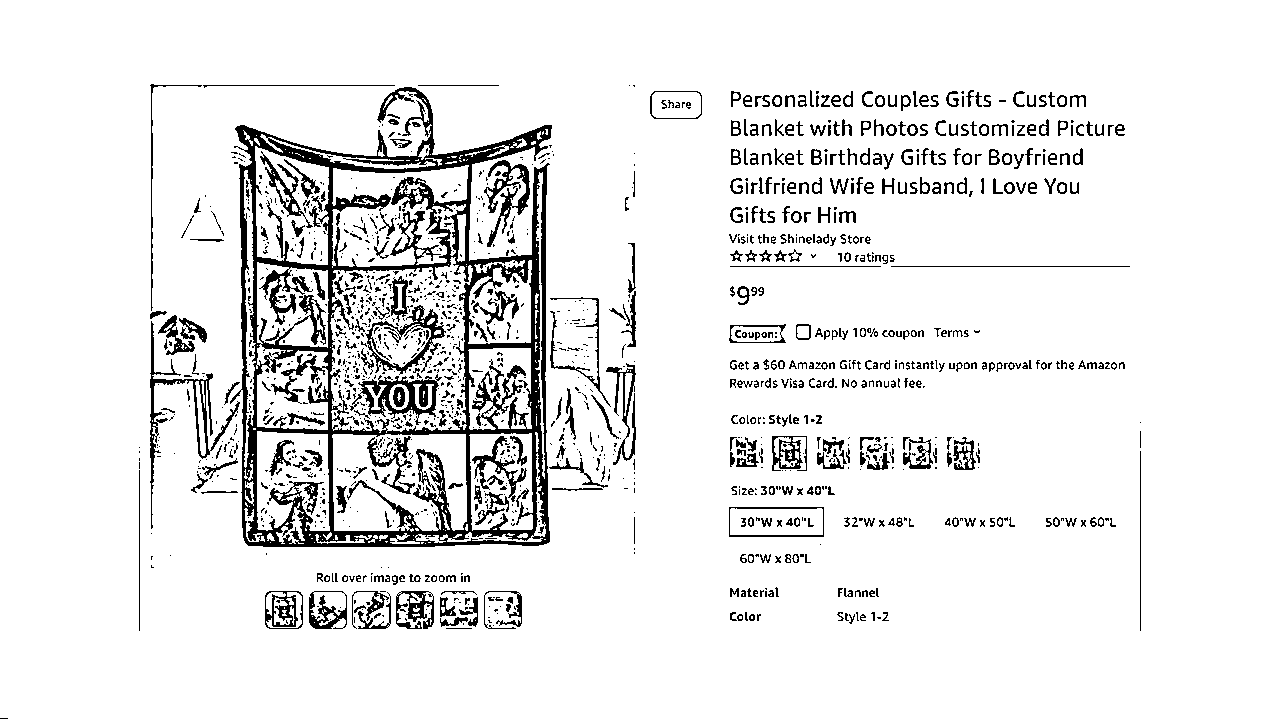 I
YOU
Roll over image to zoom in
Share
Personalized Couples Gifts - Custom
Blanket with Photos Customized Picture
Blanket Birthday Gifts for Boyfriend
Girlfriend Wife Husband, I Love You
Gifts for Him
Visit the Shinelady Store
10 ratings
$9.99
Coupon: Apply 10% coupon Terms
Get a $60 Amazon Gift Card instantly upon approval for the Amazon
Rewards Visa Card. No annual fee.
Color: Style 1-2
Size: 30"W x 40"L
30"W x 40"L 32"W x 48"L 40"W x 50"L 50"W x 60"L
60"W x 80"L
Material Flannel
Color Style 1-2